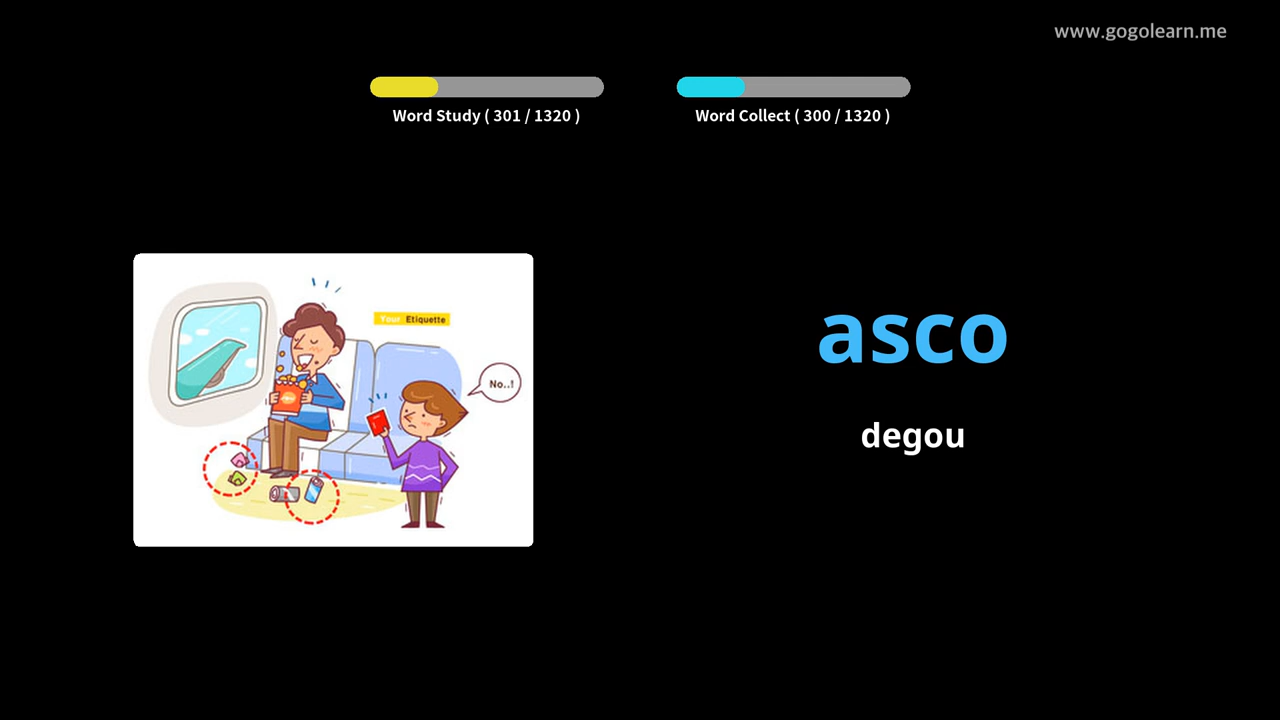 www.gogolearn.me
Word Study ( 301 / 1320 )
Word Collect ( 300 / 1320 )
Your Etiquette
No..!
asco
degou